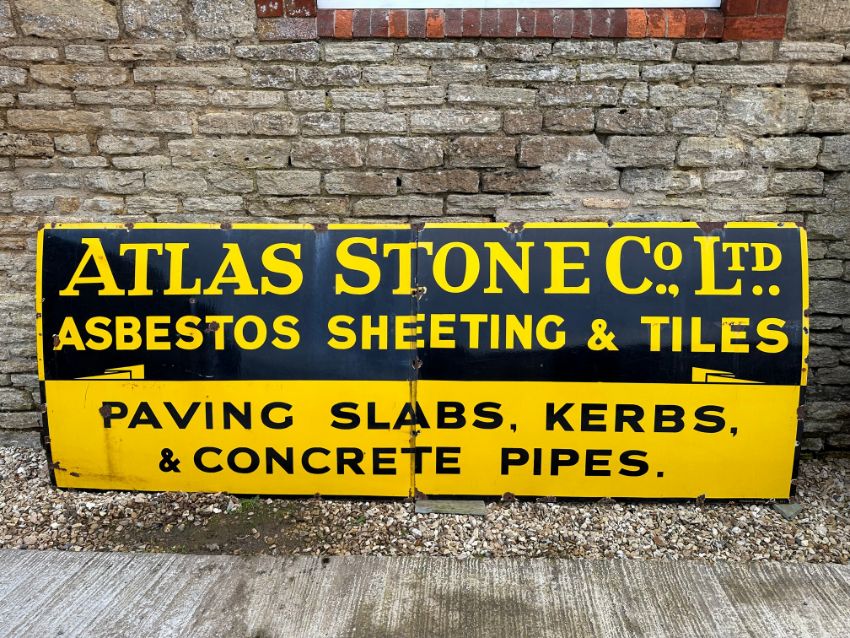 ATLAS STONE CO., LTD..
ASBESTOS SHEETING & TILES
PAVING SLABS, KERBS,
& CONCRETE PIPES.